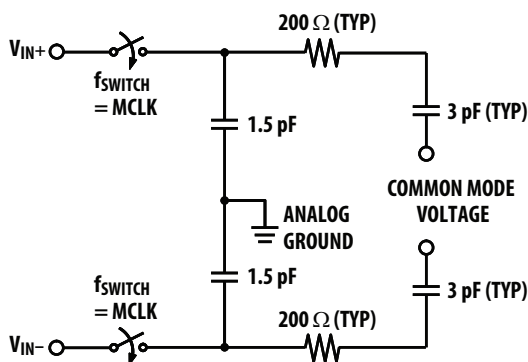 200 Ω (TYP)
VIN+
fSWITCH
= MCLK
3 pF (TYP)
1.5 pF
COMMON MODE
VOLTAGE
ANALOG
GROUND
fSWITCH
= MCLK
1.5 pF
3 pF (TYP)
200 Ω (TYP)
VIN−